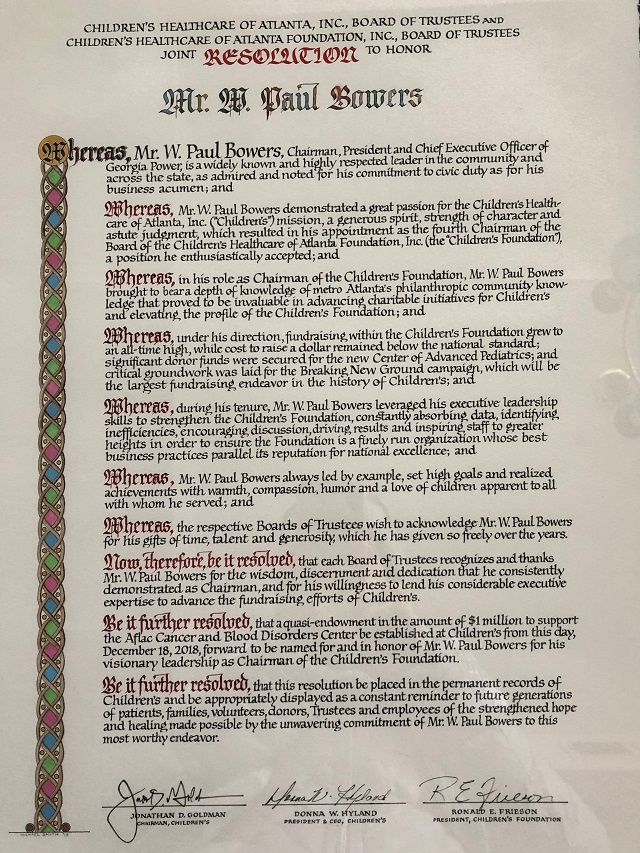 CHILDREN'S HEALTHCARE OF ATLANTA, INC., BOARD OF TRUSTEES AND
CHILDREN'S HEALTHCARE OF ATLANTA FOUNDATION, INC., BOARD OF TRUSTEES
JOINT RESOLUTION TO HONOR
Mr. W. Paul Bowers
Whereas, Mr. W. Paul Bowers, Chairman, President and Chief Executive Officer of
Georgia Power, is a widely known and highly respected leader in the community and
across the state, as admired and noted for his commitment to civic duty as for his
business acumen; and
Whereas, Mr. W. Paul Bowers demonstrated a great passion for the Children's Health-
care of Atlanta, Inc. ("Children's") mission, a generous spirit, strength of character and
astute judgment, which resulted in his appointment as the fourth Chairman of the
Board of the Children's Healthcare of Atlanta Foundation, Inc. (the "Children's Foundation"),
a position he enthusiastically accepted; and
Whereas, in his role as Chairman of the Children's Foundation, Mr. W. Paul Bowers
brought to bear a depth of knowledge of metro Atlanta's philanthropic community know-
ledge that proved to be invaluable in advancing charitable initiatives for Children's
and elevating, the profile of the Children's Foundation; and
Whereas, under his direction, fundraising within the Children's Foundation grew to
an all-time high, while cost to raise a dollar remained below the national standard;
significant donor funds were secured for the new Center of Advanced Pediatrics; and
critical groundwork was laid for the Breaking New Ground campaign, which will be
the largest fundraising endeavor in the history of Children's; and
Whereas, during his tenure, Mr. W. Paul Bowers leveraged his executive leadership
skills to strengthen the Children's Foundation, constantly absorbing data, identifying
inefficiencies, encouraging discussion, driving results and inspiring staff to greater
heights in order to ensure the Foundation is a finely run organization whose best
business practices parallel its reputation for national excellence; and
Whereas, Mr. W. Paul Bowers always led by example, set high goals and realized
achievements with warmth, compassion, humor and a love of children apparent to all
with whom he served; and
Whereas, the respective Boards of Trustees wish to acknowledge Mr. W. Paul Bowers
for his gifts of time, talent and generosity, which he has given so freely over the years.
Now, therefore, be it resolved, that each Board of Trustees recognizes and thanks
Mr. W. Paul Bowers for the wisdom, discernment and dedication that he consistently
demonstrated as Chairman, and for his willingness to lend his considerable executive
expertise to advance the fundraising efforts of Children's.
Be it further resolved, that a quasi-endowment in the amount of $1 million to support
the Aflac Cancer and Blood Disorders Center be established at Children's from this day,
December 18, 2018, forward to be named for and in honor of Mr. W. Paul Bowers for his
visionary leadership as Chairman of the Children's Foundation.
Be it further resolved, that this resolution be placed in the permanent records of
Children's and be appropriately displayed as a constant reminder to future generations
of patients, families, volunteers, donors, Trustees and employees of the strengthened hope
and healing made possible by the unwavering commitment of Mr. W. Paul Bowers to this
most worthy endeavor.
JONATHAN D. GOLDMAN
CHAIRMAN, CHILDREN'S
Donna W. Hyland
DONNA W. HYLAND
PRESIDENT & CEO, CHILDREN'S
R E Frieson
RONALD E. FRIESON
PRESIDENT, CHILDREN'S FOUNDATION